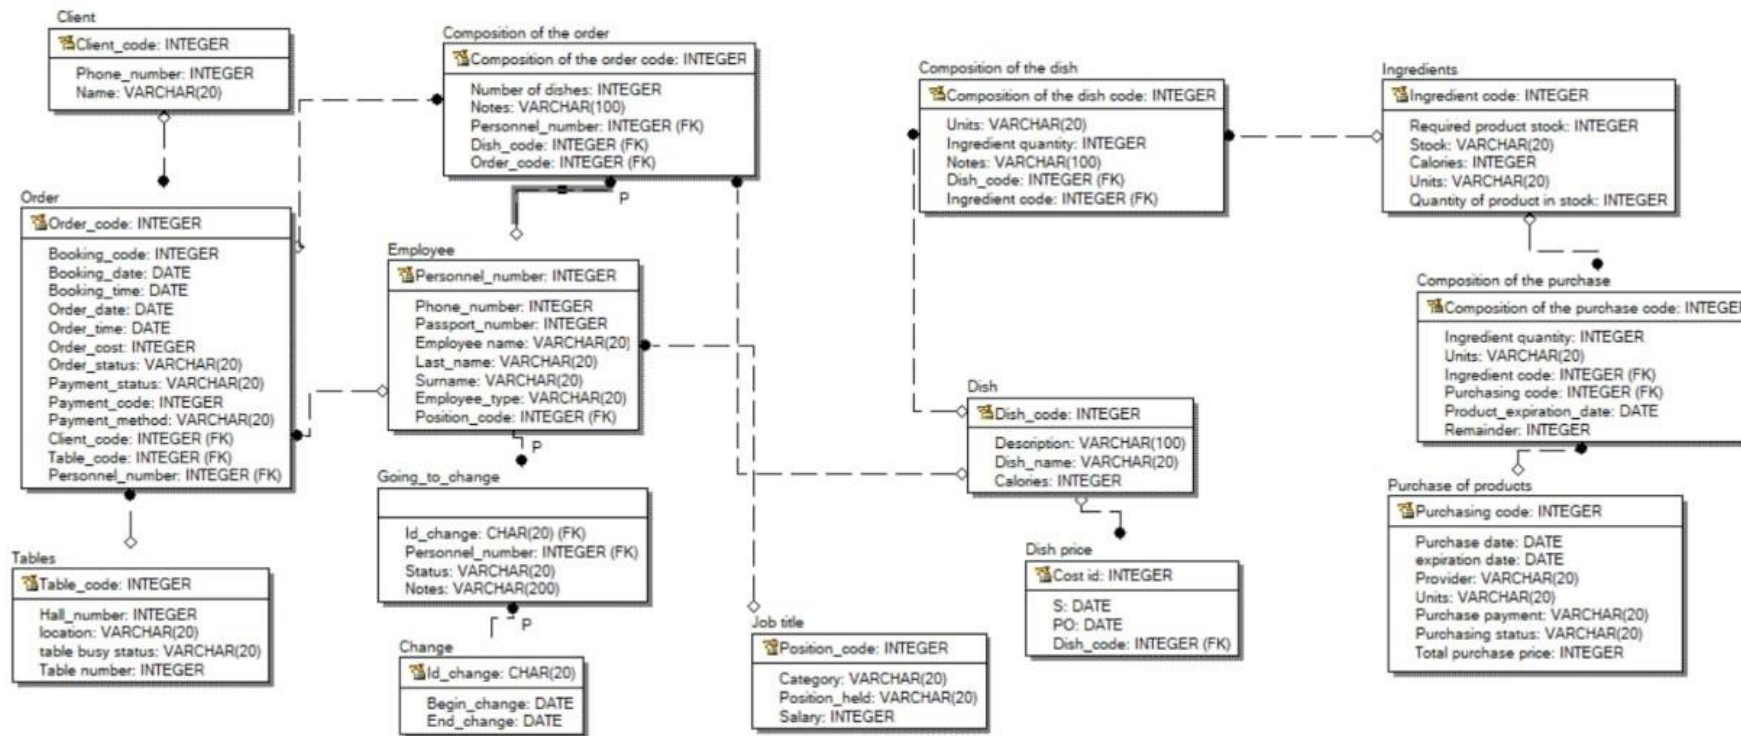 Client
Client_code: INTEGER
Phone_number: INTEGER
Name: VARCHAR(20)
Order
Order_code: INTEGER
Booking_code: INTEGER
Booking_date: DATE
Booking_time: DATE
Order_date: DATE
Order_time: DATE
Order_cost: INTEGER
Order_status: VARCHAR(20)
Payment_status: VARCHAR(20)
Payment_code: INTEGER
Payment_method: VARCHAR(20)
Client_code: INTEGER (FK)
Table_code: INTEGER (FK)
Personnel_number: INTEGER (FK)
Tables
Table_code: INTEGER
Hall_number: INTEGER
location: VARCHAR(20)
table busy status: VARCHAR(20)
Table number: INTEGER
Composition of the order
Composition of the order code: INTEGER
Number of dishes: INTEGER
Notes: VARCHAR(100)
Personnel_number: INTEGER (FK)
Dish_code: INTEGER (FK)
Order_code: INTEGER (FK)
P
Employee
Personnel_number: INTEGER
Phone_number: INTEGER
Passport_number: INTEGER
Employee name: VARCHAR(20)
Last_name: VARCHAR(20)
Surname: VARCHAR(20)
Employee_type: VARCHAR(20)
Position_code: INTEGER (FK)
P
Going_to_change
Id_change: CHAR(20) (FK)
Personnel_number: INTEGER (FK)
Status: VARCHAR(20)
Notes: VARCHAR(200)
P
Change
Id_change: CHAR(20)
Begin_change: DATE
End_change: DATE
Job title
Position_code: INTEGER
Category: VARCHAR(20)
Position_held: VARCHAR(20)
Salary: INTEGER
Composition of the dish
Composition of the dish code: INTEGER
Units: VARCHAR(20)
Ingredient quantity: INTEGER
Notes: VARCHAR(100)
Dish_code: INTEGER (FK)
Ingredient code: INTEGER (FK)
Dish
Dish_code: INTEGER
Description: VARCHAR(100)
Dish_name: VARCHAR(20)
Calories: INTEGER
Dish price
Cost id: INTEGER
S: DATE
PO: DATE
Dish_code: INTEGER (FK)
Ingredients
Ingredient code: INTEGER
Required product stock: INTEGER
Stock: VARCHAR(20)
Calories: INTEGER
Units: VARCHAR(20)
Quantity of product in stock: INTEGER
Composition of the purchase
Composition of the purchase code: INTEGER
Ingredient quantity: INTEGER
Units: VARCHAR(20)
Ingredient code: INTEGER (FK)
Purchasing code: INTEGER (FK)
Product_expiration_date: DATE
Remainder: INTEGER
Purchase of products
Purchasing code: INTEGER
Purchase date: DATE
expiration date: DATE
Provider: VARCHAR(20)
Units: VARCHAR(20)
Purchase payment: VARCHAR(20)
Purchasing status: VARCHAR(20)
Total purchase price: INTEGER